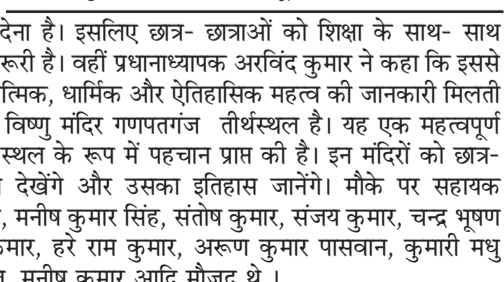 देना है। इसलिए छात्र- छात्राओं को शिक्षा के साथ- साथ
रूरी है। वहीं प्रधानाध्यापक अरविंद कुमार ने कहा कि इससे
त्मिक, धार्मिक और ऐतिहासिक महत्व की जानकारी मिलती
विष्णु मंदिर गणपतगंज तीर्थस्थल है। यह एक महत्वपूर्ण
स्थल के रूप में पहचान प्राप्त की है। इन मंदिरों को छात्र-
देखेंगे और उसका इतिहास जानेंगे। मौके पर सहायक
, मनीष कुमार सिंह, संतोष कुमार, संजय कुमार, चन्द्र भूषण
कुमार, हरे राम कुमार, अरूण कुमार पासवान, कुमारी मधु
, मनीष कुमार आदि मौजूद थे ।